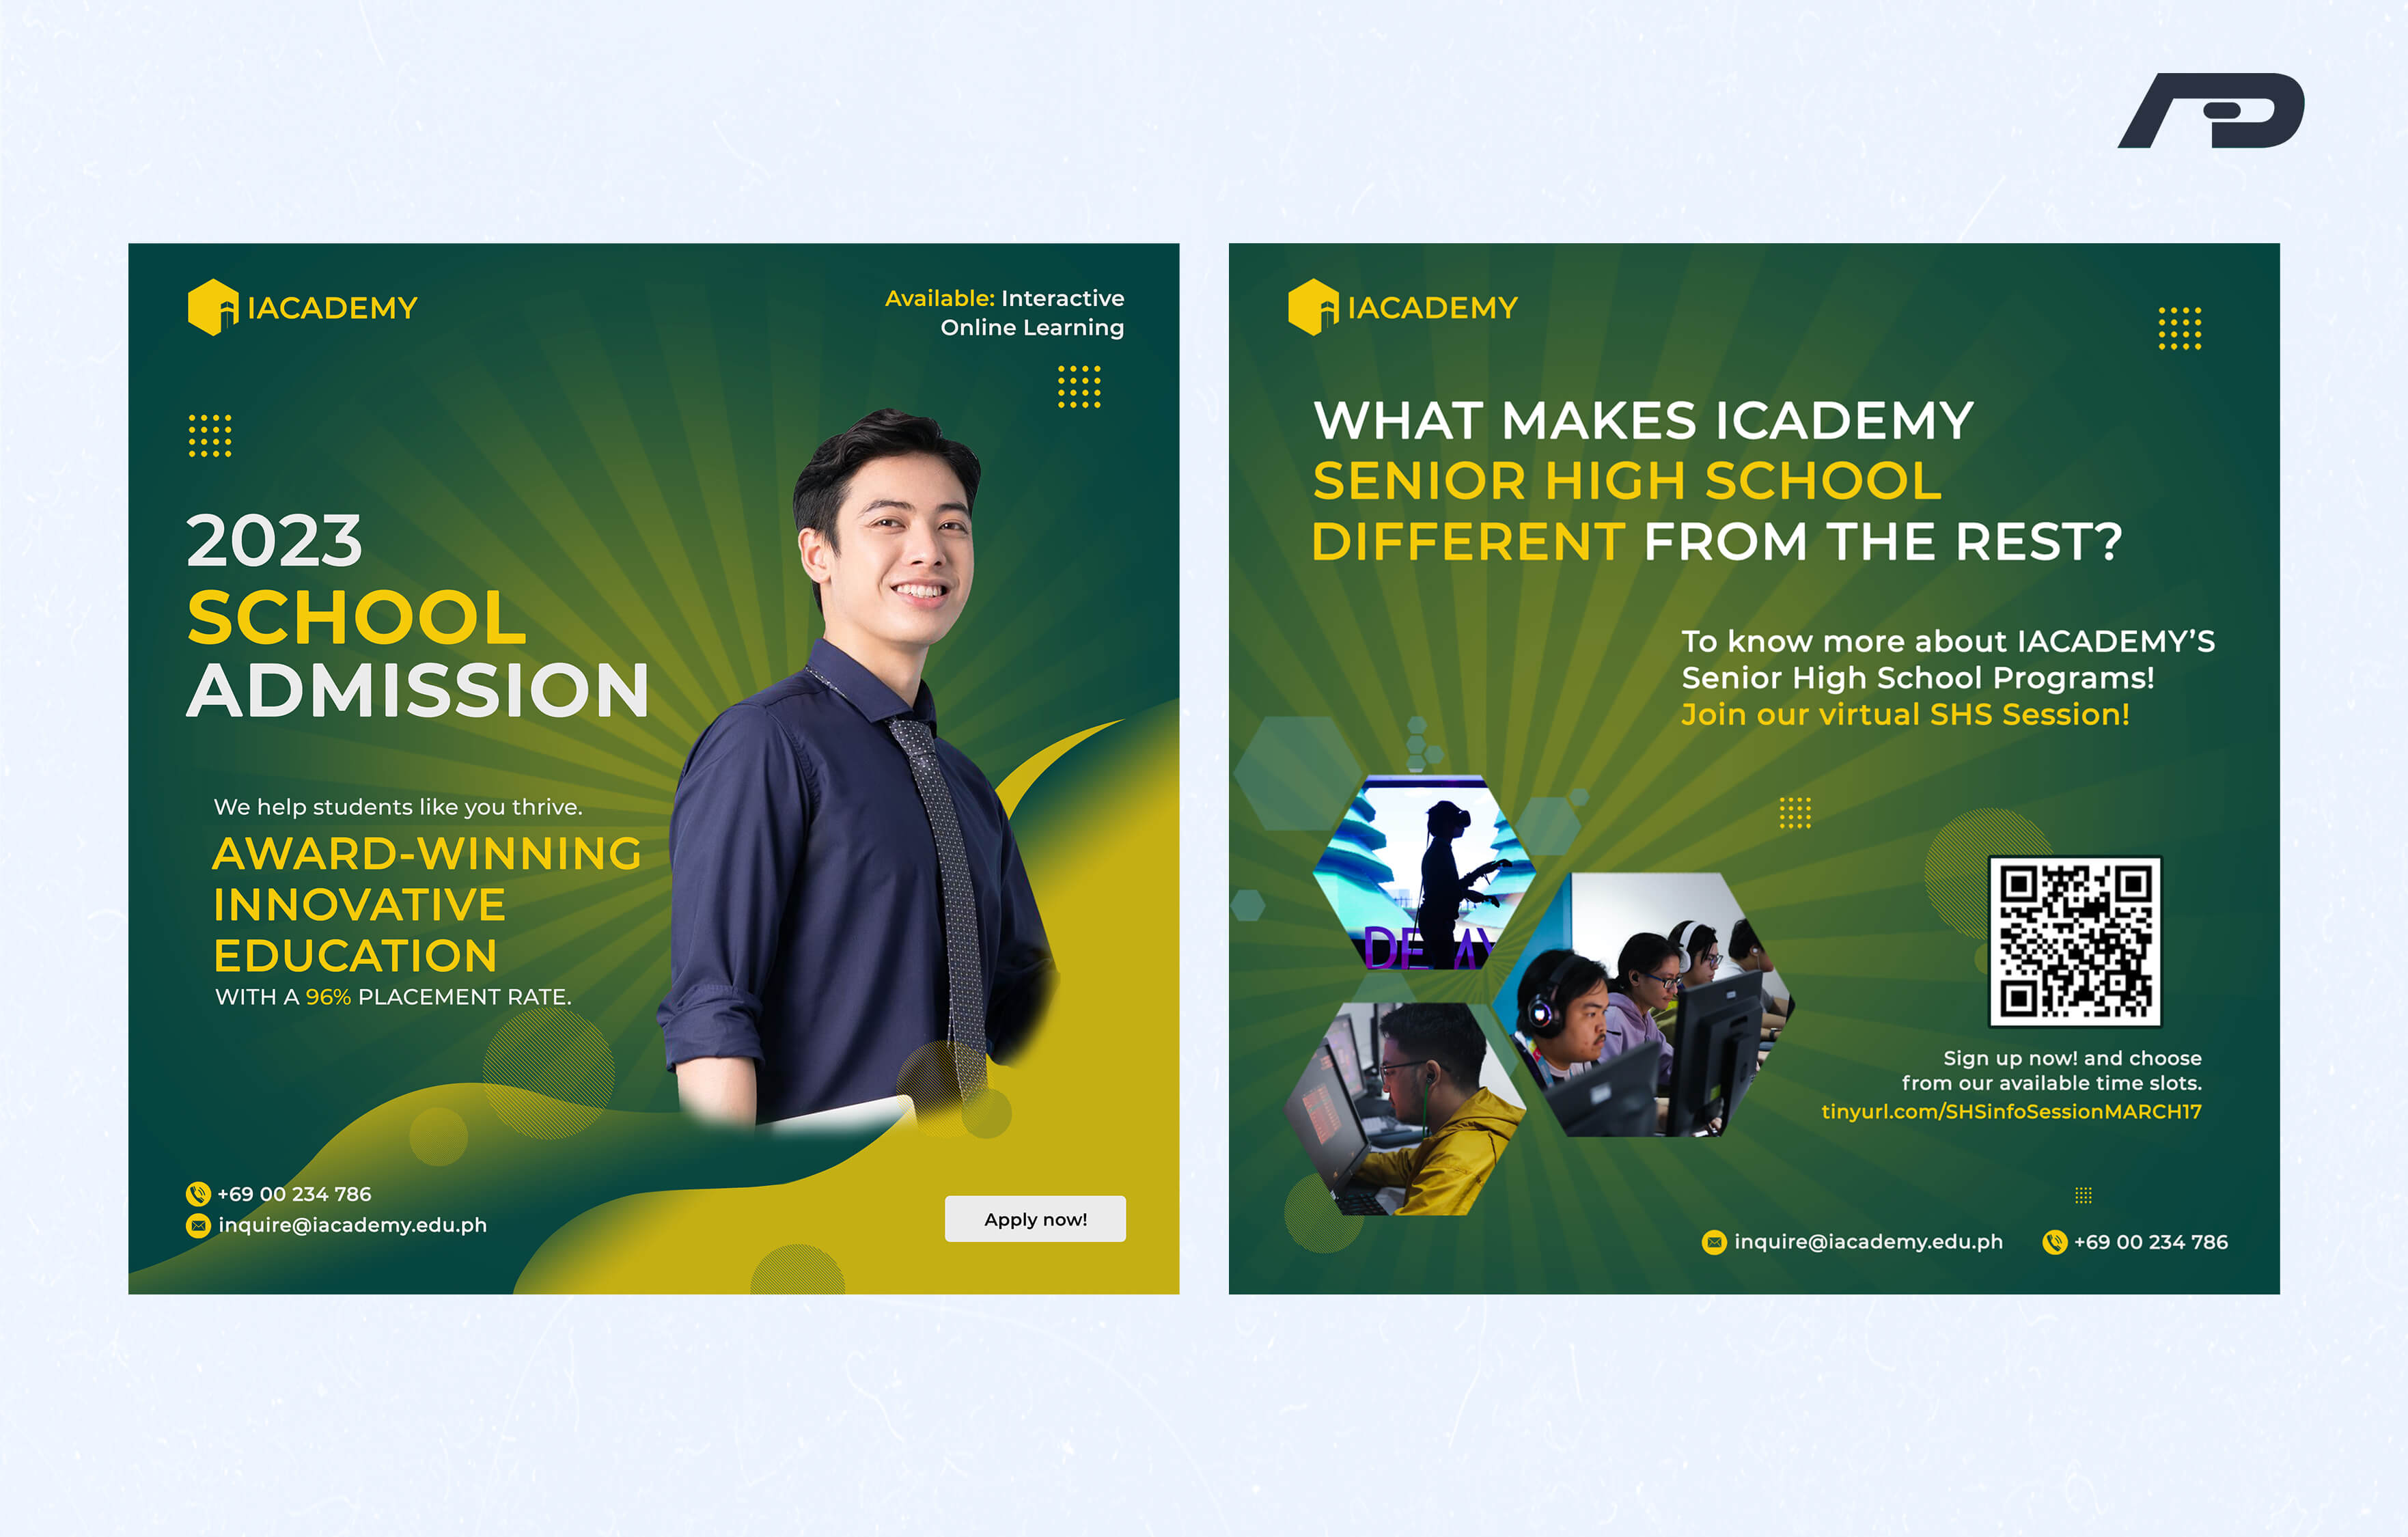 IACADEMY
Available: Interactive
Online Learning
2023
SCHOOL
ADMISSION
We help students like you thrive.
AWARD-WINNING
INNOVATIVE
EDUCATION
WITH A 96% PLACEMENT RATE.
+69 00 234 786
inquire@iacademy.edu.ph
Apply now!
IACADEMY
WHAT MAKES ICADEMY
SENIOR HIGH SCHOOL
DIFFERENT FROM THE REST?
To know more about IACADEMY’S
Senior High School Programs!
Join our virtual SHS Session!
Sign up now! and choose
from our available time slots.
tinyurl.com/SHSinfoSessionMARCH17
inquire@iacademy.edu.ph
+69 00 234 786